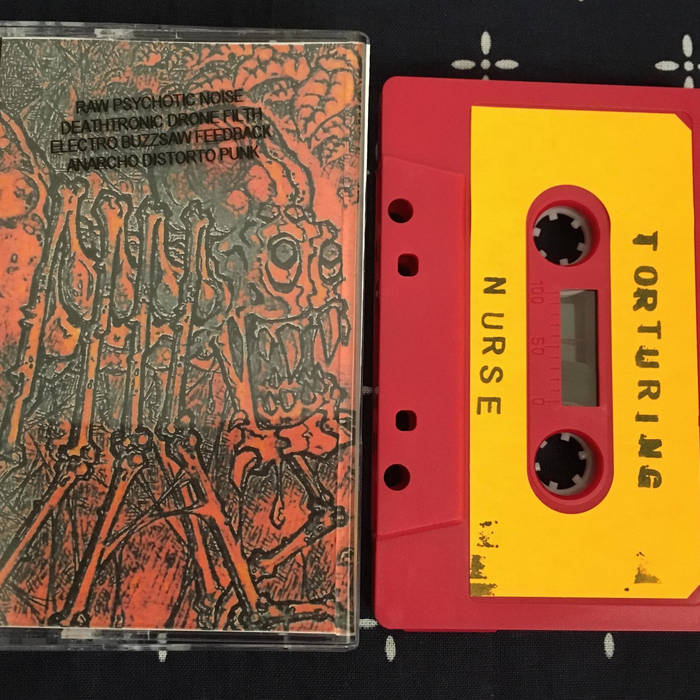 RAW PSYCHOTIC NOISE
DEATHTRONIC DRONE FILTH
ELECTRO BUZZSAW FEEDBACK
ANARCHO DISTORTO PUNK
TORTURING
NURSE
100 50 0